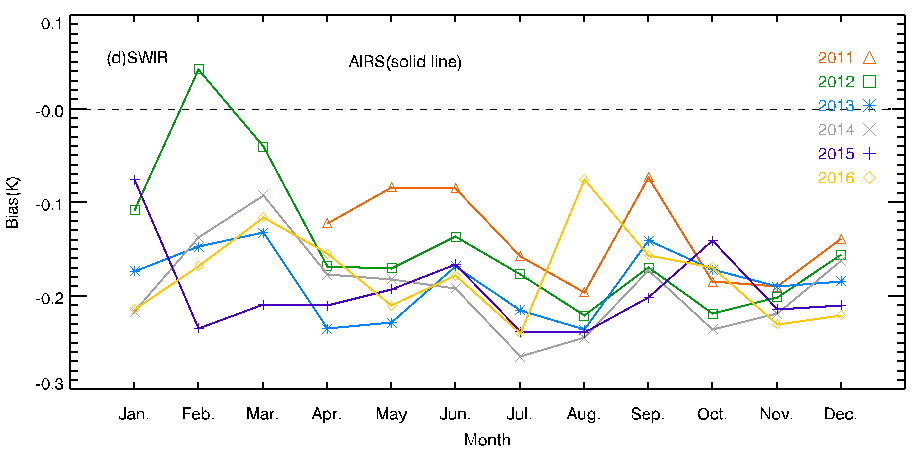 (d)SWIR
AIRS(solid line)
2011
2012
2013
2014
2015
2016
0.1
-0.0
-0.1
-0.2
-0.3
Bias(K)
Jan. Feb. Mar. Apr. May Jun. Jul. Aug. Sep. Oct. Nov. Dec.
Month